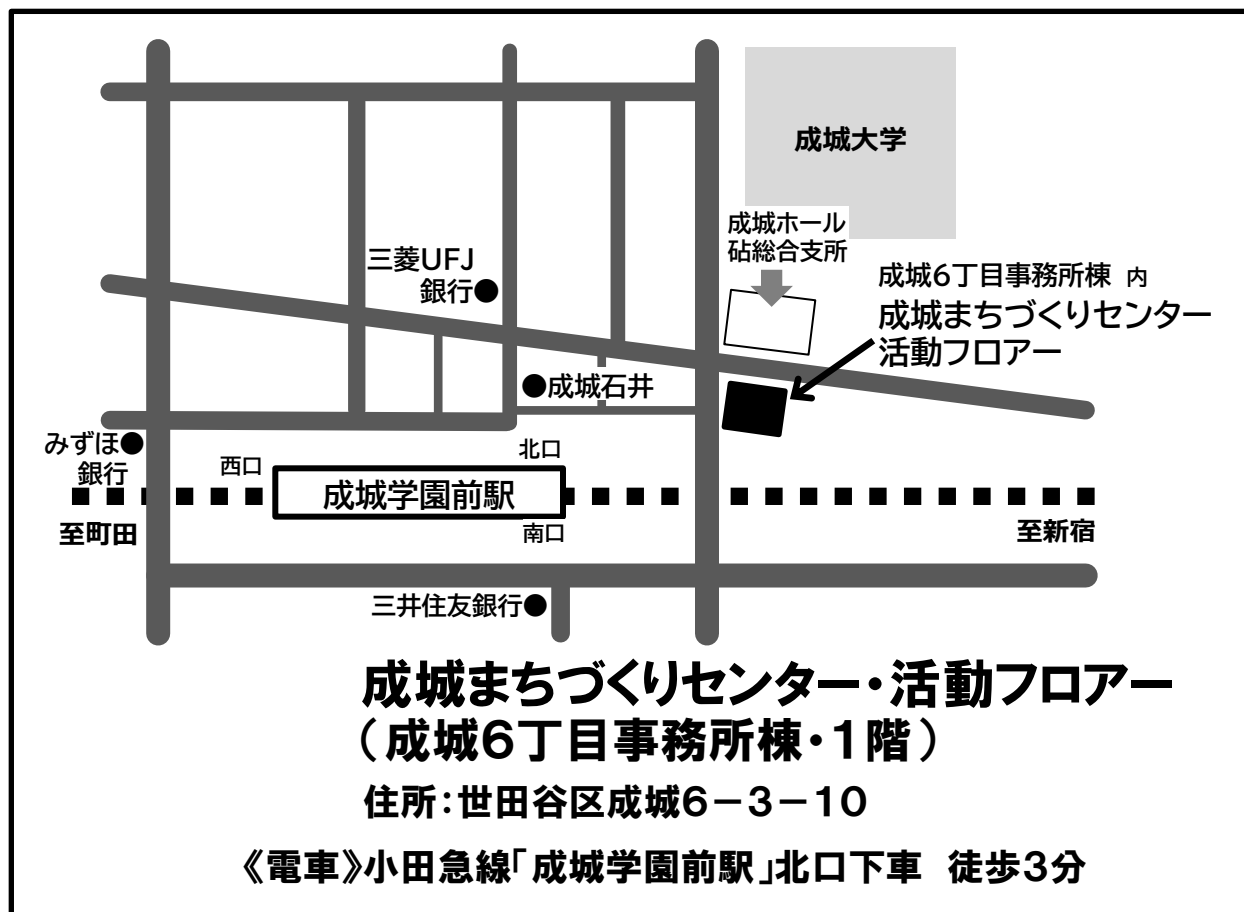 成城大学
成城ホール
砧総合支所
三菱UFJ
銀行●
成城6丁目事務所棟 内
成城まちづくりセンター
活動フロアー
●成城石井
みずほ●
銀行
西口
北口
成城学園前駅
南口
至町田
至新宿
三井住友銀行●
成城まちづくりセンター・活動フロアー
（成城6丁目事務所棟・1階）
住所：世田谷区成城6－3－10
《電車》小田急線「成城学園前駅」北口下車 徒歩3分